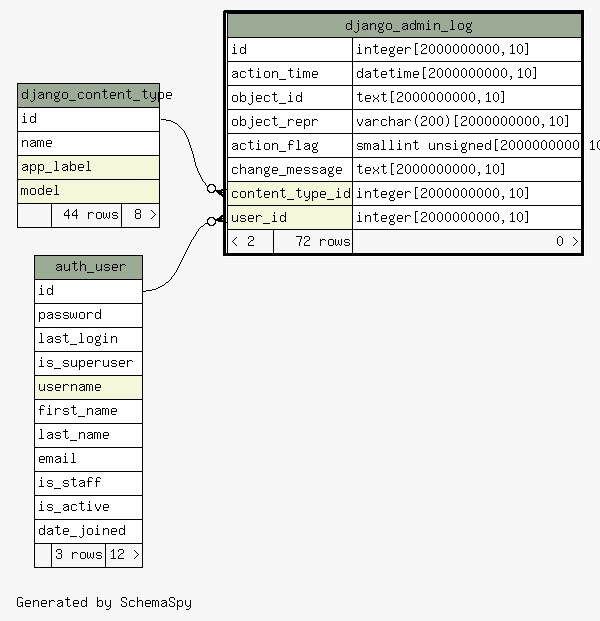 django_admin_log
id integer[2000000000,10]
action_time datetime[2000000000,10]
object_id text[2000000000,10]
object_repr varchar(200)[2000000000,10]
action_flag smallint unsigned[2000000000,10
change_message text[2000000000,10]
content_type_id integer[2000000000,10]
user_id integer[2000000000,10]
< 2 72 rows 0 >
django_content_type
id
name
app_label
model
44 rows 8 >
auth_user
id
password
last_login
is_superuser
username
first_name
last_name
email
is_staff
is_active
date_joined
3 rows 12 >
Generated by SchemaSpy